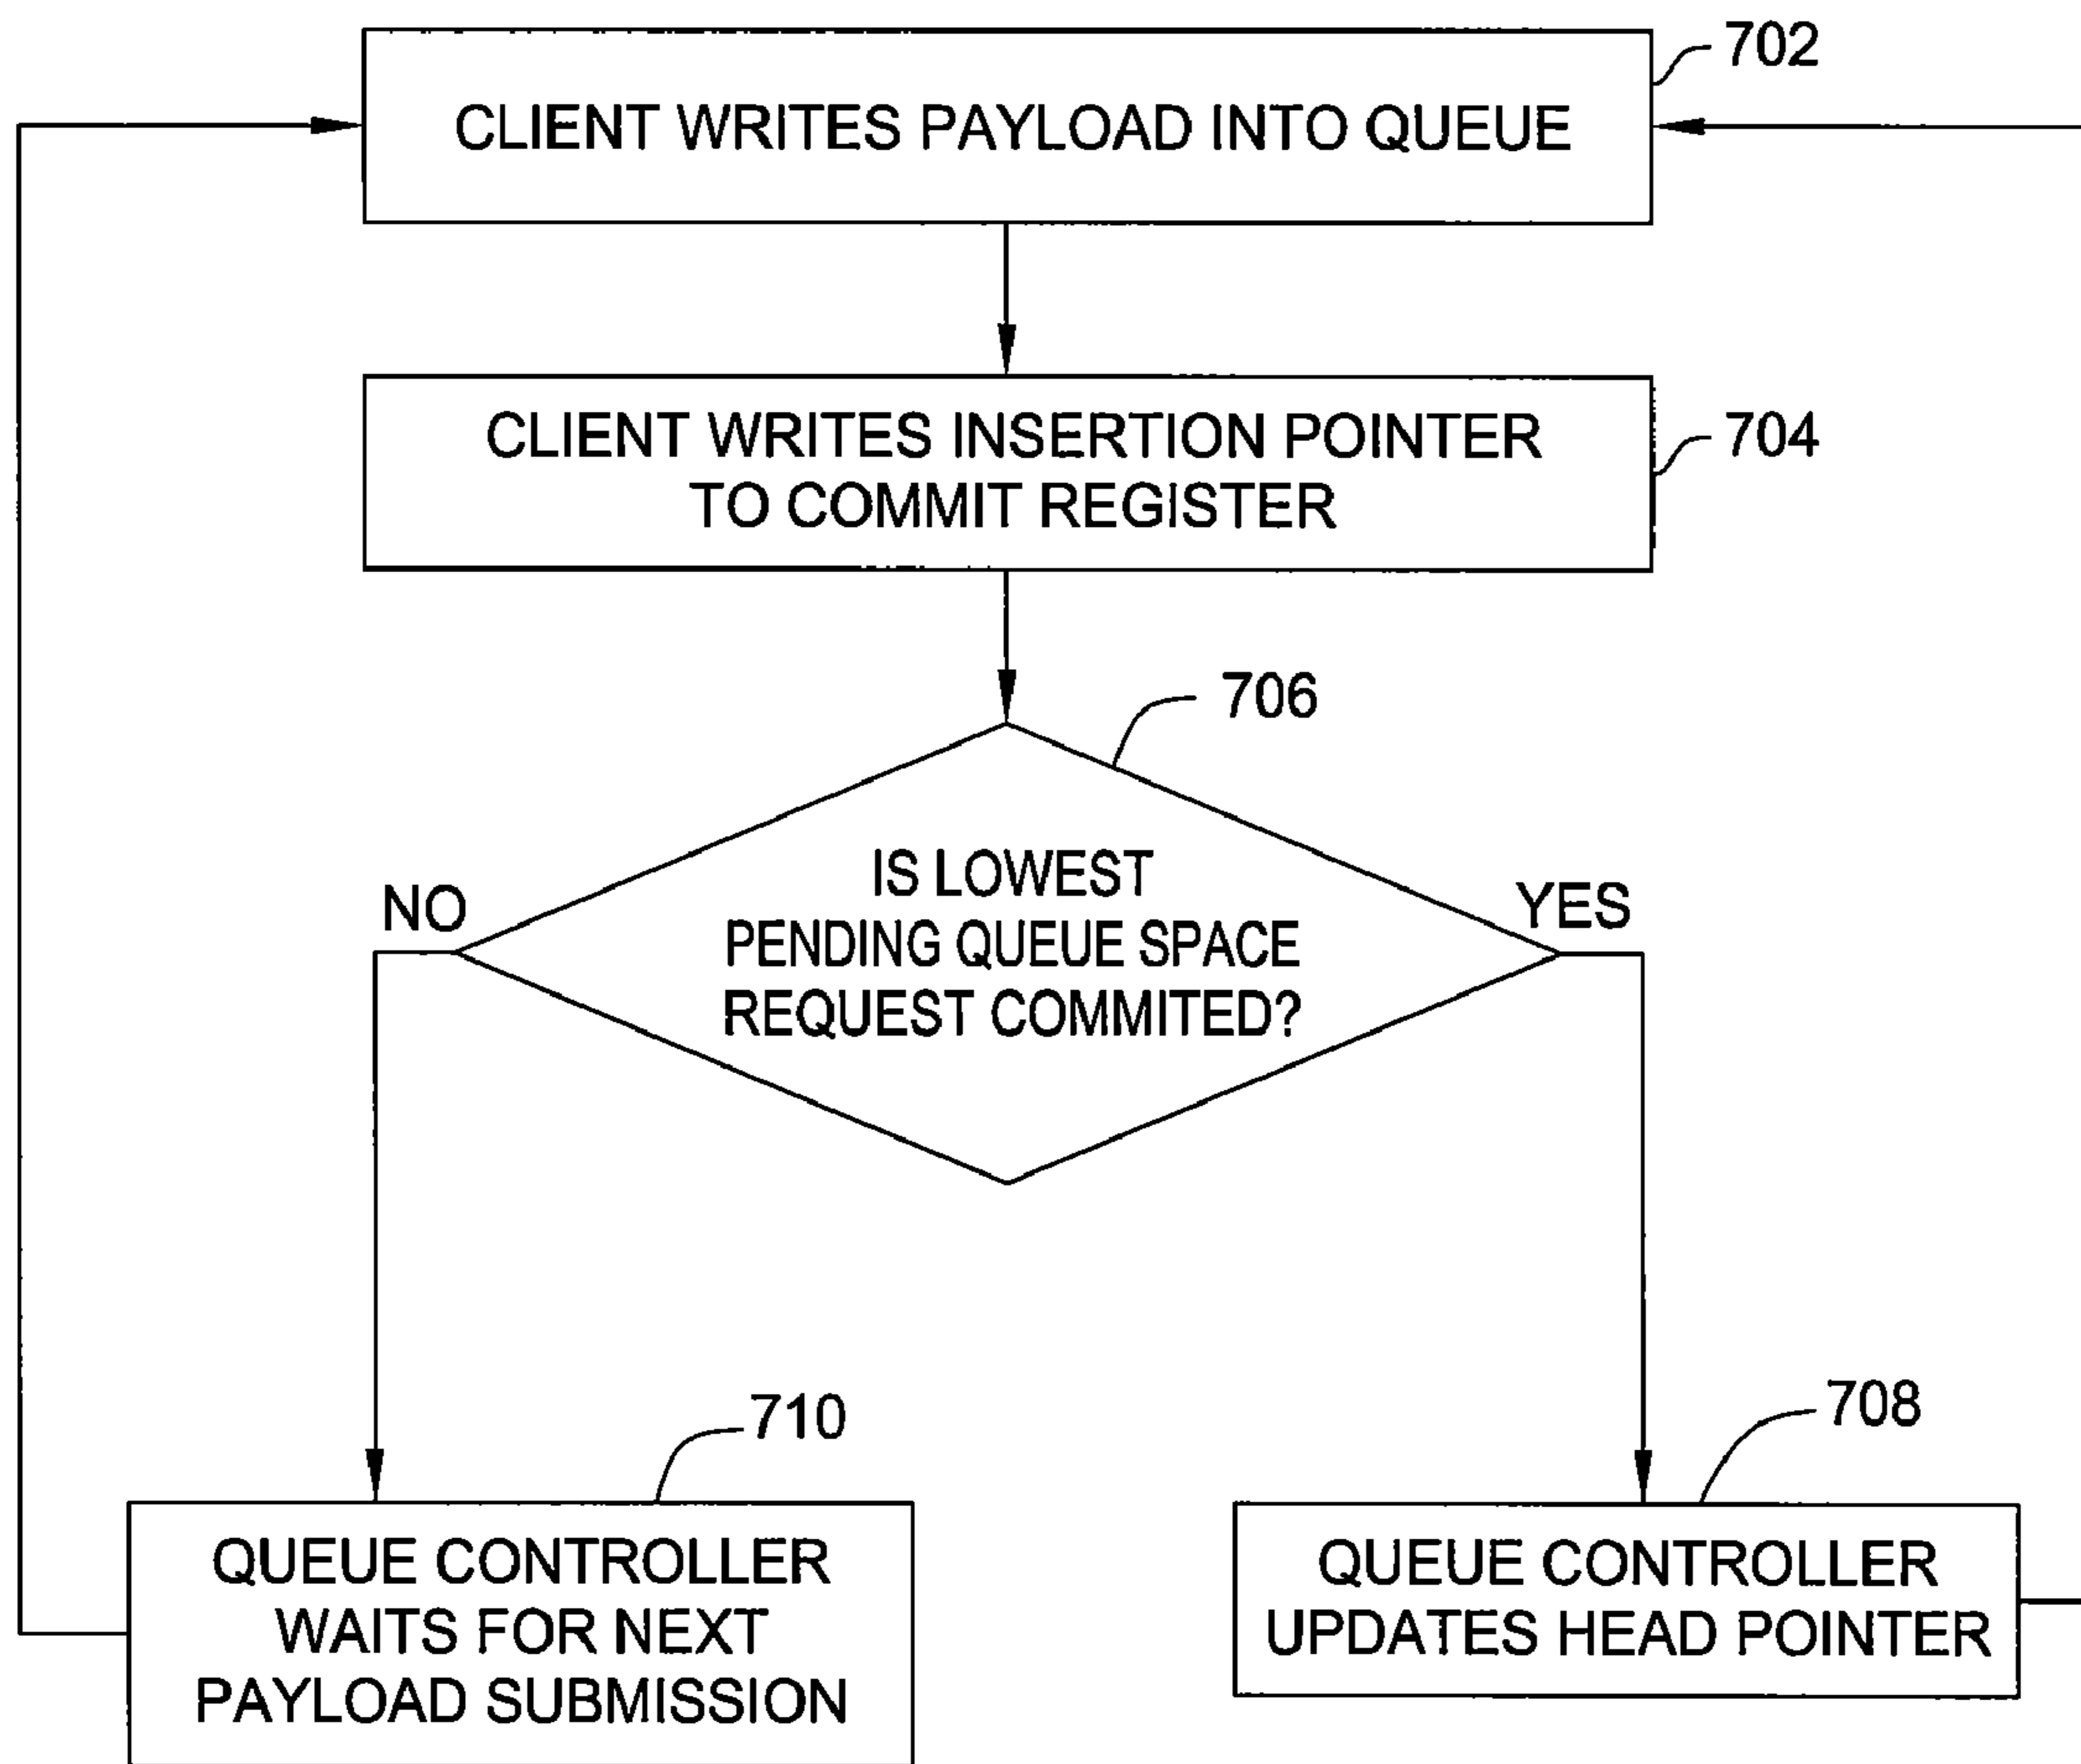 702
CLIENT WRITES PAYLOAD INTO QUEUE
CLIENT WRITES INSERTION POINTER
TO COMMIT REGISTER
704
706
IS LOWEST
PENDING QUEUE SPACE
REQUEST COMMITED?
NO
YES
710
708
QUEUE CONTROLLER
WAITS FOR NEXT
PAYLOAD SUBMISSION
QUEUE CONTROLLER
UPDATES HEAD POINTER